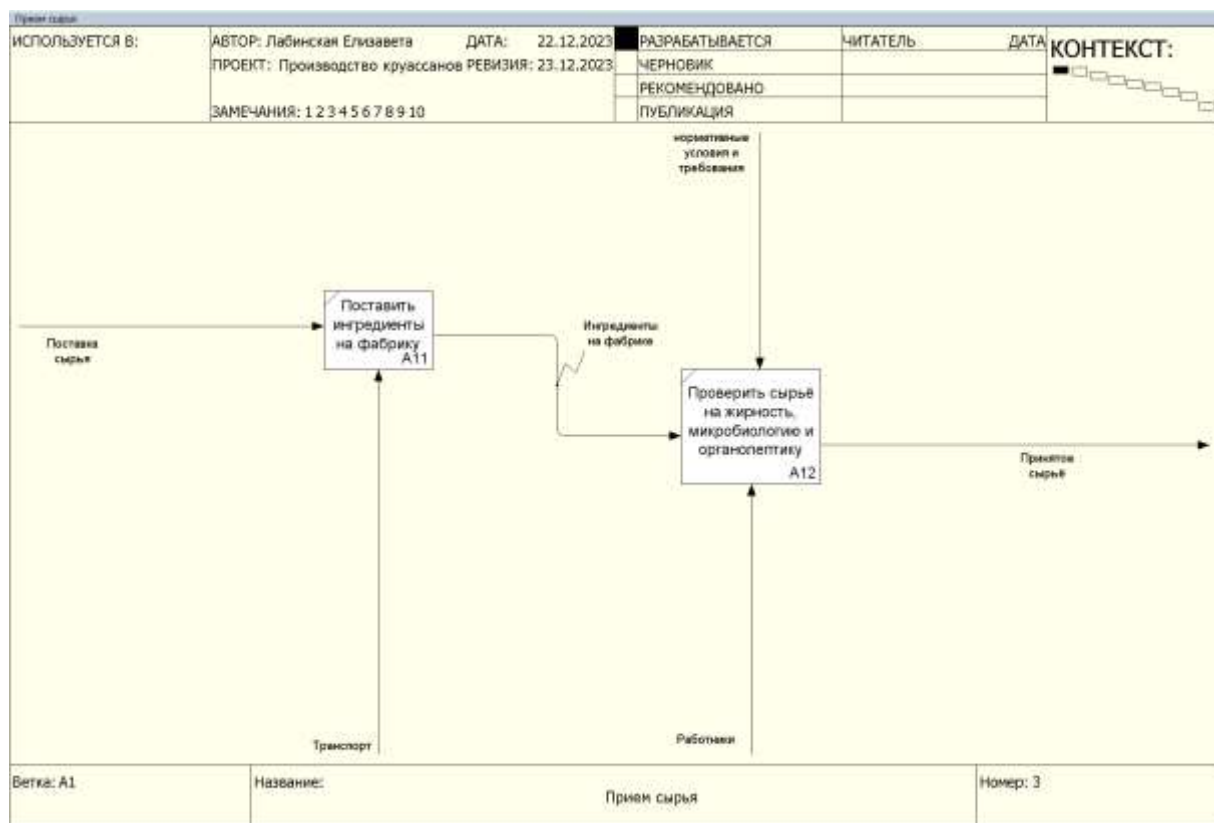 Прием сырья
ИСПОЛЬЗУЕТСЯ В:
АВТОР: Лабинская Елизавета
ДАТА: 22.12.2023
ПРОЕКТ: Производство круассанов
РЕВИЗИЯ: 23.12.2023
ЗАМЕЧАНИЯ: 1 2 3 4 5 6 7 8 9 10
РАЗРАБАТЫВАЕТСЯ
ЧЕРНОВИК
РЕКОМЕНДОВАНО
ПУБЛИКАЦИЯ
ЧИТАТЕЛЬ
ДАТА
КОНТЕКСТ:
нормативные
условия и
требования
Поставка
сырья
Поставить
ингредиенты
на фабрику
A11
Ингредиенты
на фабрике
Проверить сырьё
на жирность,
микробиологию и
органолептику
A12
Принятое
сырьё
Транспорт
Работники
Ветка: A1
Название:
Прием сырья
Номер: 3